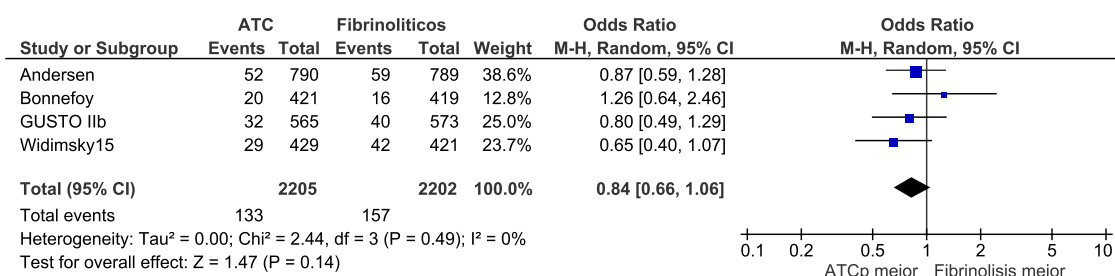 ATC Fibrinoliticos Odds Ratio Odds Ratio
Study or Subgroup Events Total Events Total Weight M-H, Random, 95% CI M-H, Random, 95% CI
Andersen 52 790 59 789 38.6% 0.87 [0.59, 1.28]
Bonnefoy 20 421 16 419 12.8% 1.26 [0.64, 2.46]
GUSTO IIb 32 565 40 573 25.0% 0.80 [0.49, 1.29]
Widimsky15 29 429 42 421 23.7% 0.65 [0.40, 1.07]
Total (95% CI) 2205 2202 100.0% 0.84 [0.66, 1.06]
Total events 133 157
Heterogeneity: Tau² = 0.00; Chi² = 2.44, df = 3 (P = 0.49); I² = 0%
Test for overall effect: Z = 1.47 (P = 0.14)
0.1 0.2 0.5 1 2 5 10
ATCp mejor Fibrinolisis mejor